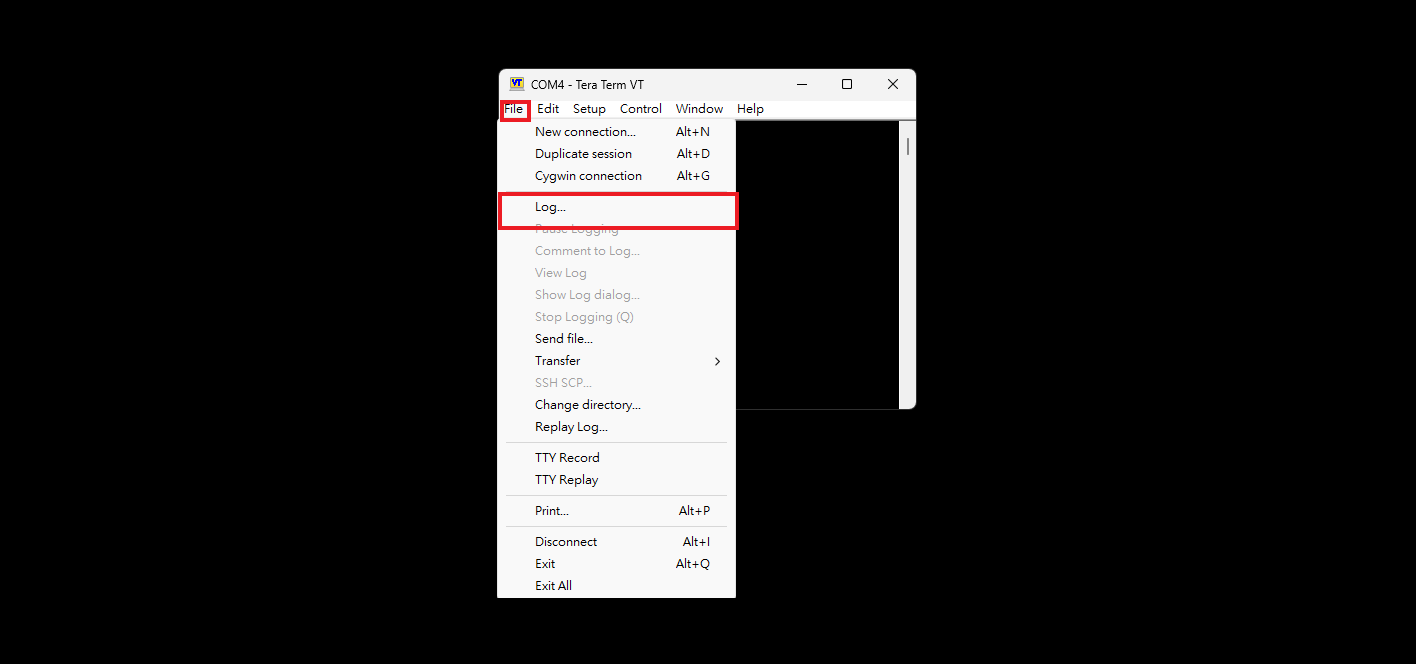 VT COM4 - Tera Term VT
File Edit Setup Control Window Help
New connection... Alt+N
Duplicate session Alt+D
Cygwin connection Alt+G
Log...
Pause Logging
Comment to Log...
View Log
Show Log dialog...
Stop Logging (Q)
Send file...
Transfer
SSH SCP...
Change directory...
Replay Log...
TTY Record
TTY Replay
Print... Alt+P
Disconnect Alt+I
Exit Alt+Q
Exit All